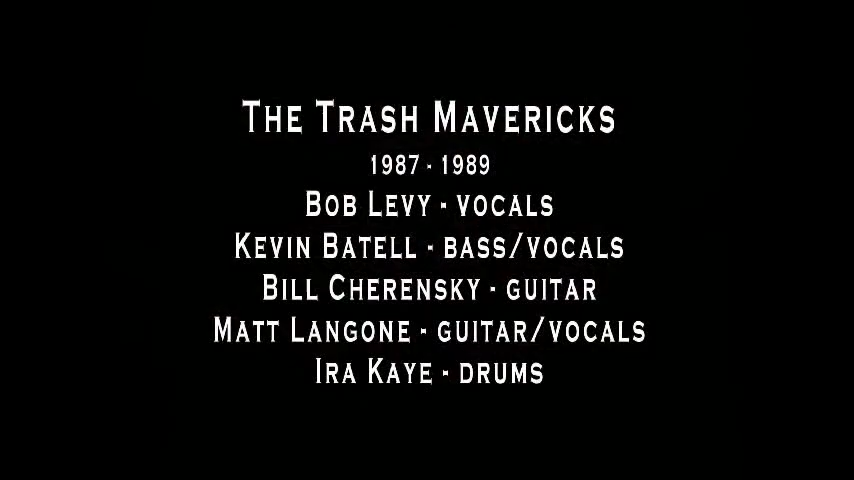 THE TRASH MAVERICKS
1987 - 1989
BOB LEVY - VOCALS
KEVIN BATELL - BASS/VOCALS
BILL CHERENSKY - GUITAR
MATT LANGONE - GUITAR/VOCALS
IRA KAYE - DRUMS